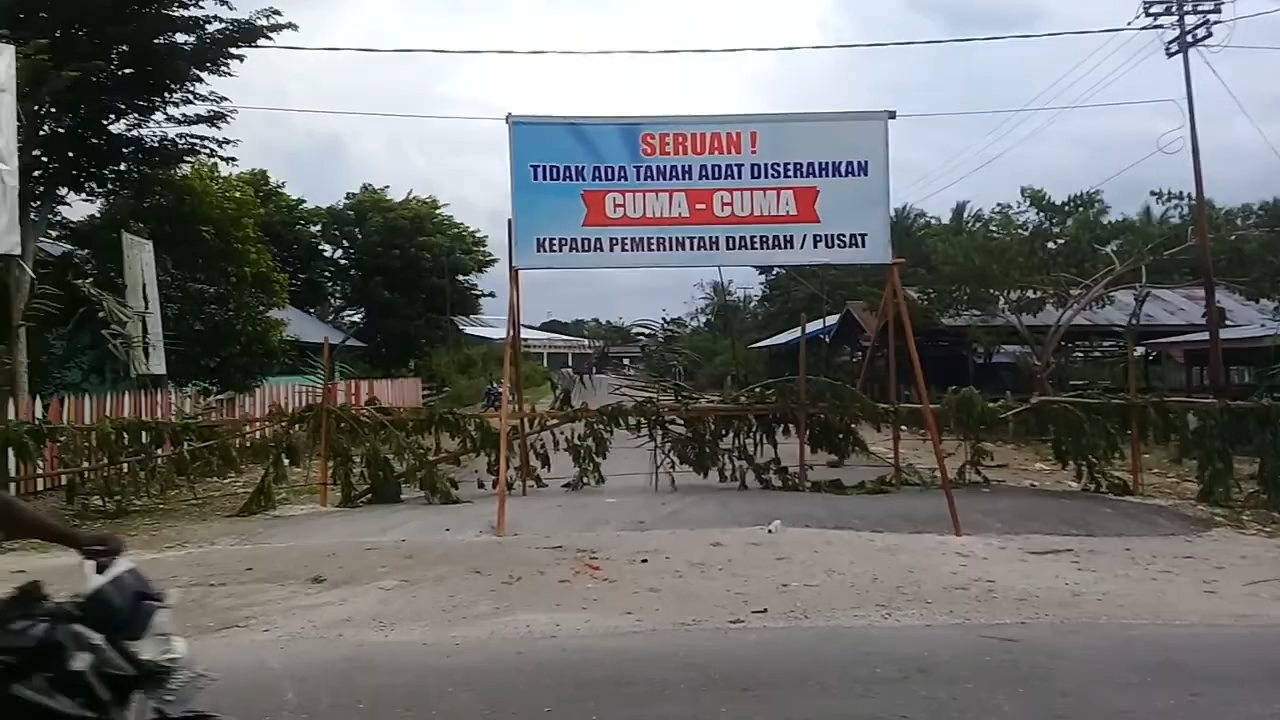 SERUAN !
TIDAK ADA TANAH ADAT DISERAHKAN
CUMA - CUMA
KEPADA PEMERINTAH DAERAH / PUSAT